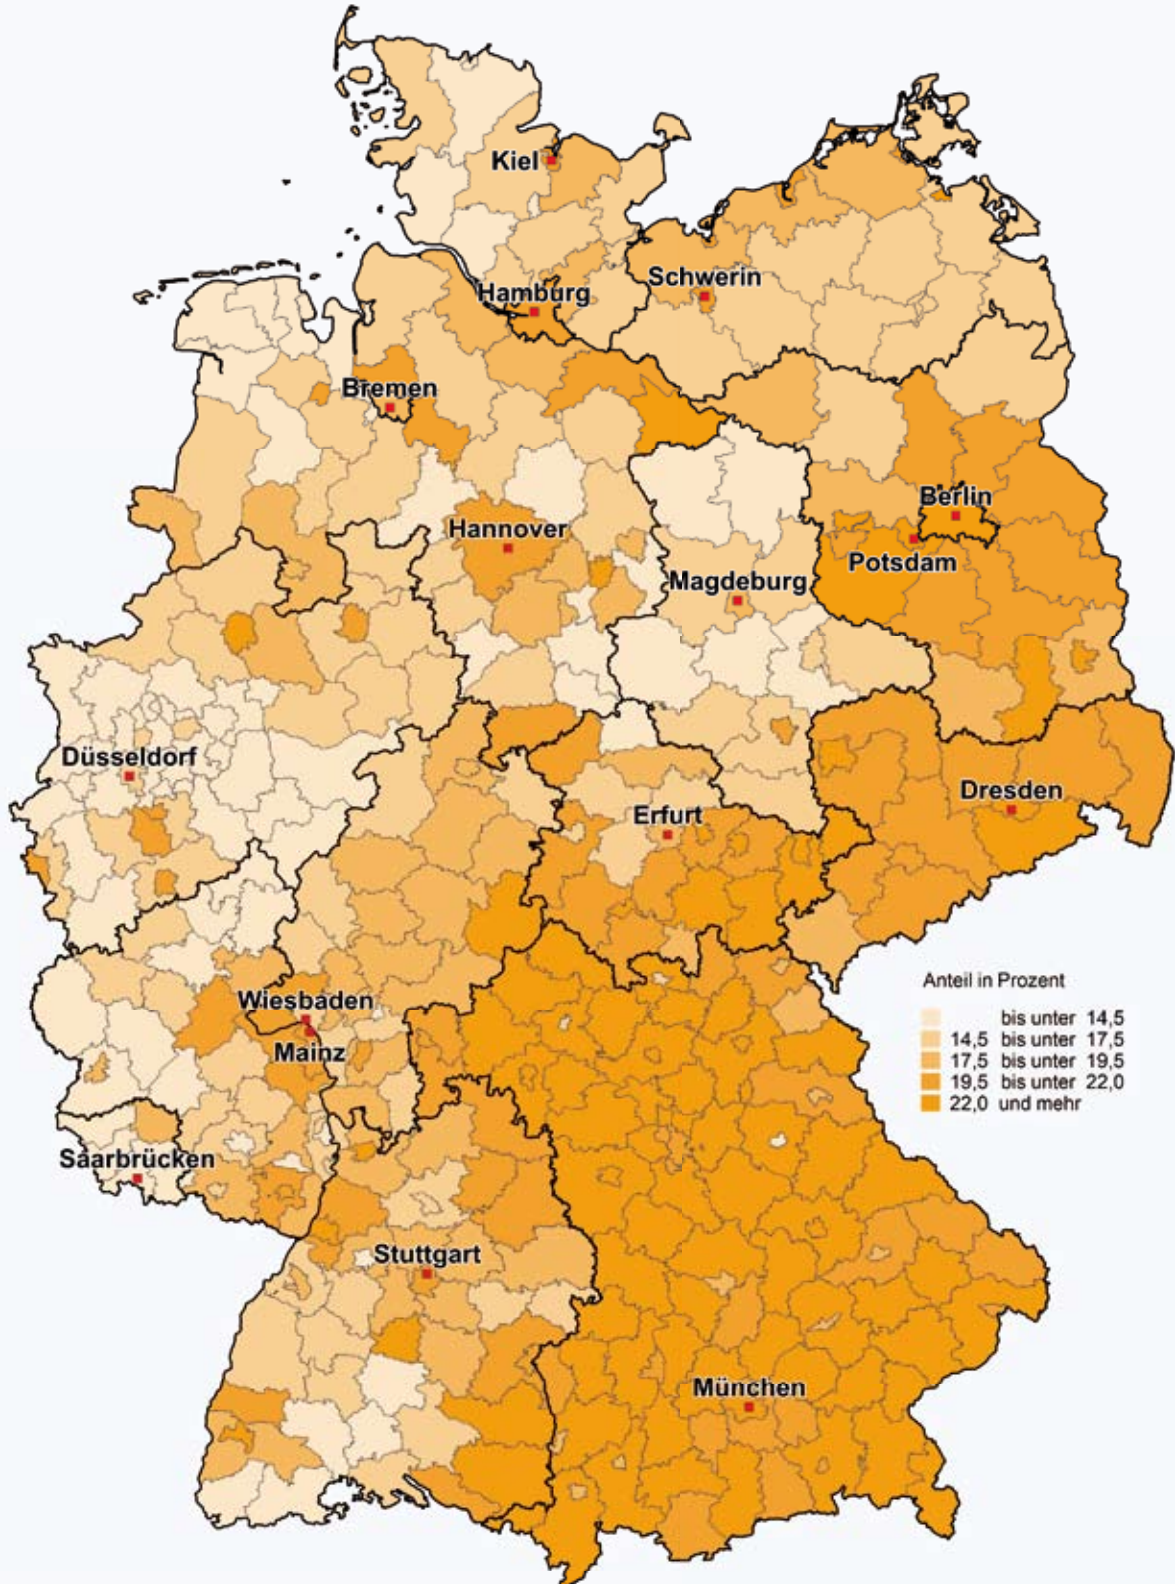 Kiel
Schwerin
Hamburg
Bremen
Berlin
Hannover
Potsdam
Magdeburg
Düsseldorf
Dresden
Erfurt
Anteil in Prozent
Wiesbaden
bis unter 14,5
14,5 bis unter 17,5
Mainz
17,5 bis unter 19,5
19,5 bis unter 22,0
22,0 und mehr
Saarbrücken
Stuttgart
München